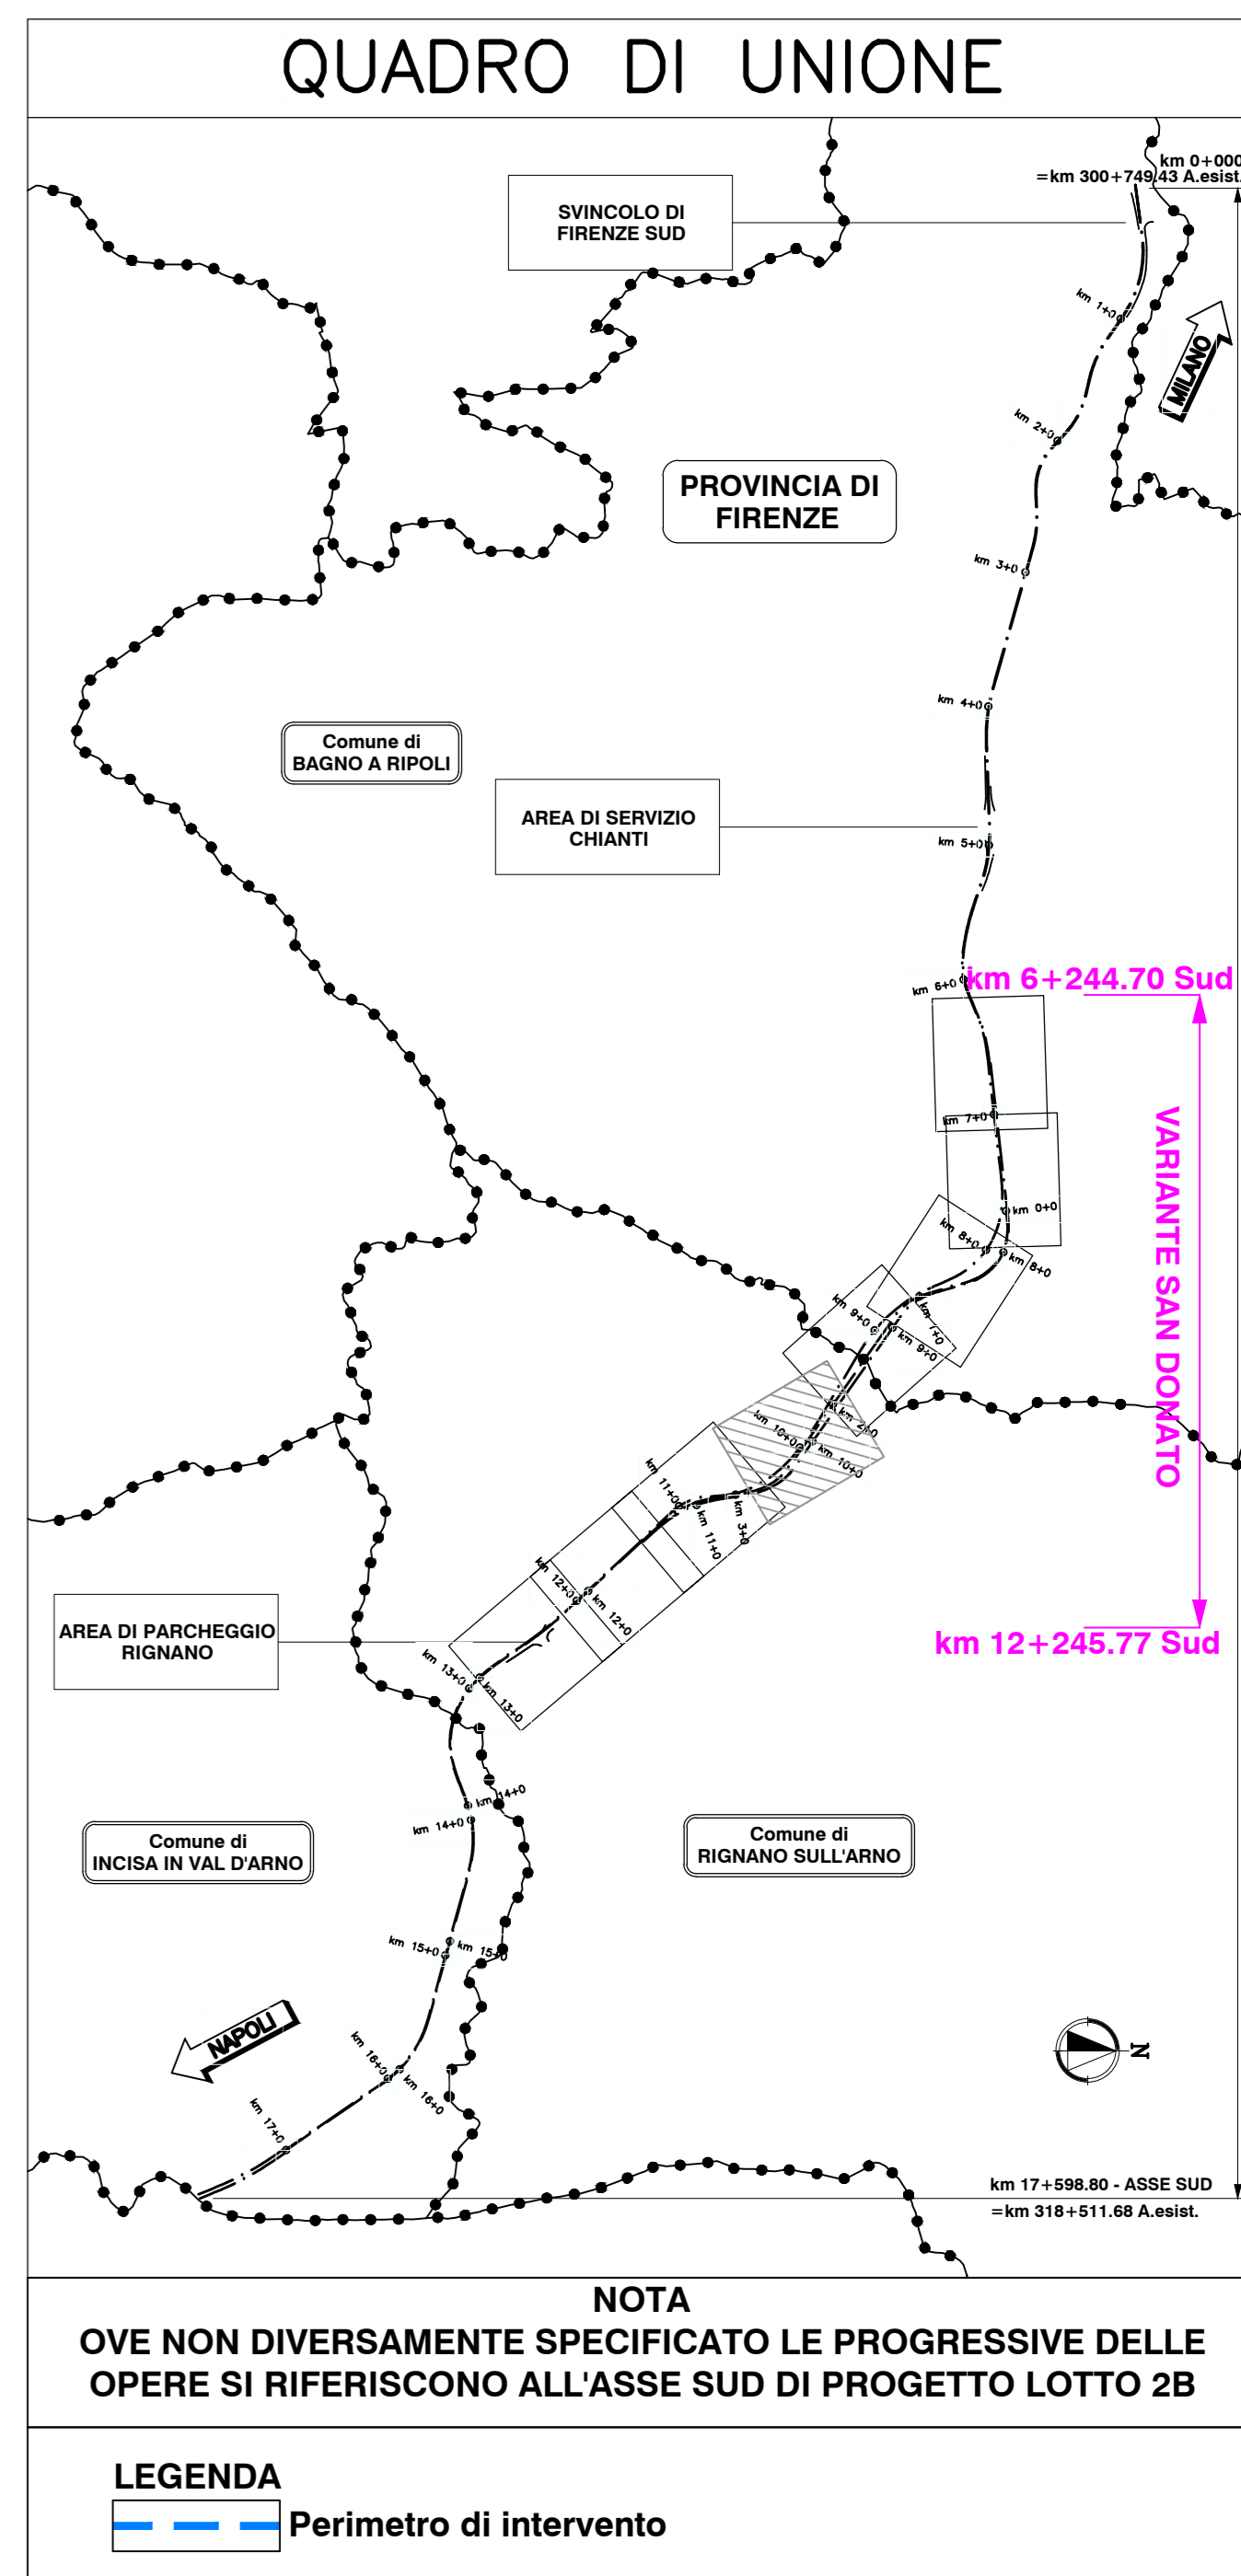 QUADRO DI UNIONE
km 0+000
=km 300+749.43 A.esist.
SVINCOLO DI
FIRENZE SUD
km 1+0
MILANO
km 2+0
PROVINCIA DI
FIRENZE
km 3+0
km 4+0
Comune di
BAGNO A RIPOLI
AREA DI SERVIZIO
CHIANTI
km 5+0
km 6+244.70 Sud
km 6+0
km 7+0
VARIANTE SAN DONATO
km 0+0
km 8+0
km 8+0
km 9+0
km 9+0
km 2+0
km 10+0
km 10+0
km 11+0
km 11+0
km 3+0
km 12+0
km 12+0
AREA DI PARCHEGGIO
RIGNANO
km 12+245.77 Sud
km 13+0
km 13+0
km 14+0
km 14+0
Comune di
INCISA IN VAL D'ARNO
Comune di
RIGNANO SULL'ARNO
km 15+0
km 15+0
NAPOLI
km 16+0
km 16+0
N
km 17+0
km 17+598.80 - ASSE SUD
=km 318+511.68 A.esist.
NOTA
OVE NON DIVERSAMENTE SPECIFICATO LE PROGRESSIVE DELLE
OPERE SI RIFERISCONO ALL'ASSE SUD DI PROGETTO LOTTO 2B
LEGENDA
Perimetro di intervento